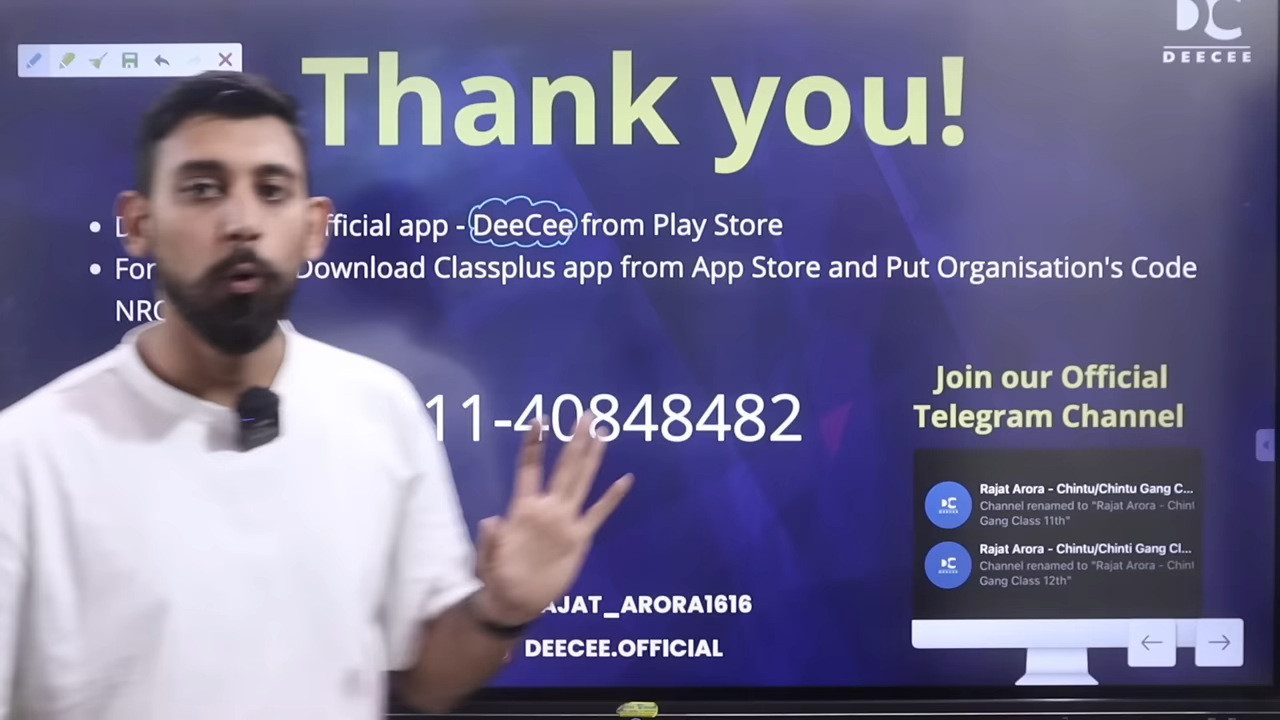 DC
DEECEE
Thank you!
fficial app - DeeCee from Play Store
For Download Classplus app from App Store and Put Organisation's Code
NRC
11-40848482
Join our Official
Telegram Channel
Rajat Arora - Chintu/Chintu Gang C...
Channel renamed to "Rajat Arora - Chint
Gang Class 11th"
Rajat Arora - Chintu/Chinti Gang Cl...
Channel renamed to "Rajat Arora - Chint
Gang Class 12th"
AJAT_ARORA1616
DEECEE.OFFICIAL